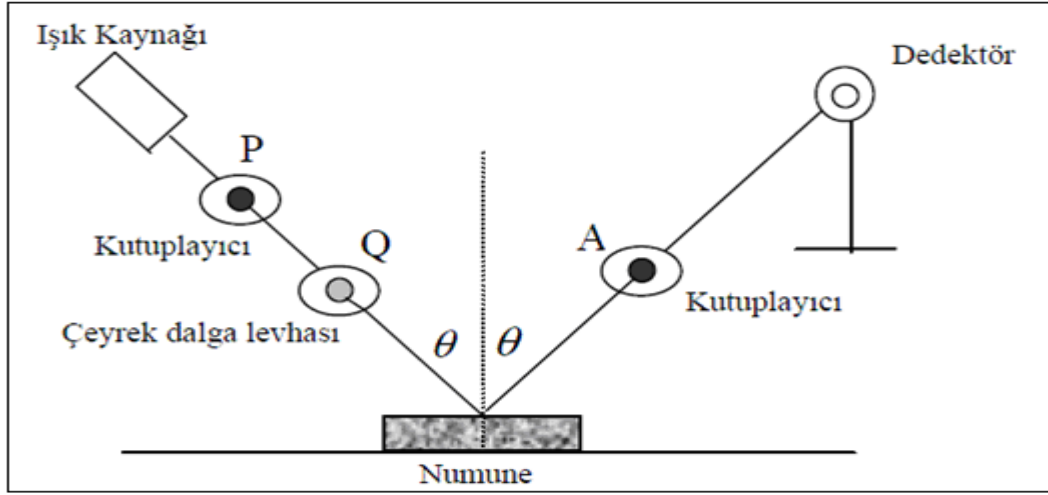 Işık Kaynağı
Dedektör
P
Kutuplayıcı
Q
A
Kutuplayıcı
Çeyrek dalga levhası
θ θ
Numune